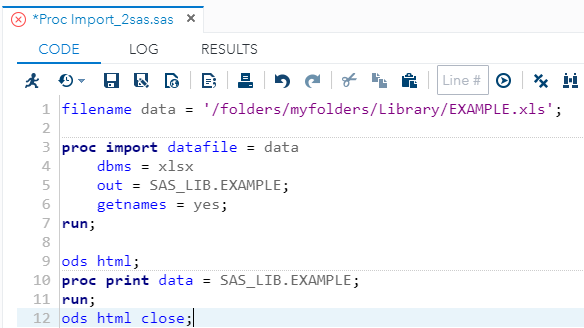 *Proc Import_2sas.sas ×
CODE LOG RESULTS
Line #
1 filename data = '/folders/myfolders/Library/EXAMPLE.xls';
2
3 proc import datafile = data
4 dbms = xlsx
5 out = SAS_LIB.EXAMPLE;
6 getnames = yes;
7 run;
8
9 ods html;
10 proc print data = SAS_LIB.EXAMPLE;
11 run;
12 ods html close;